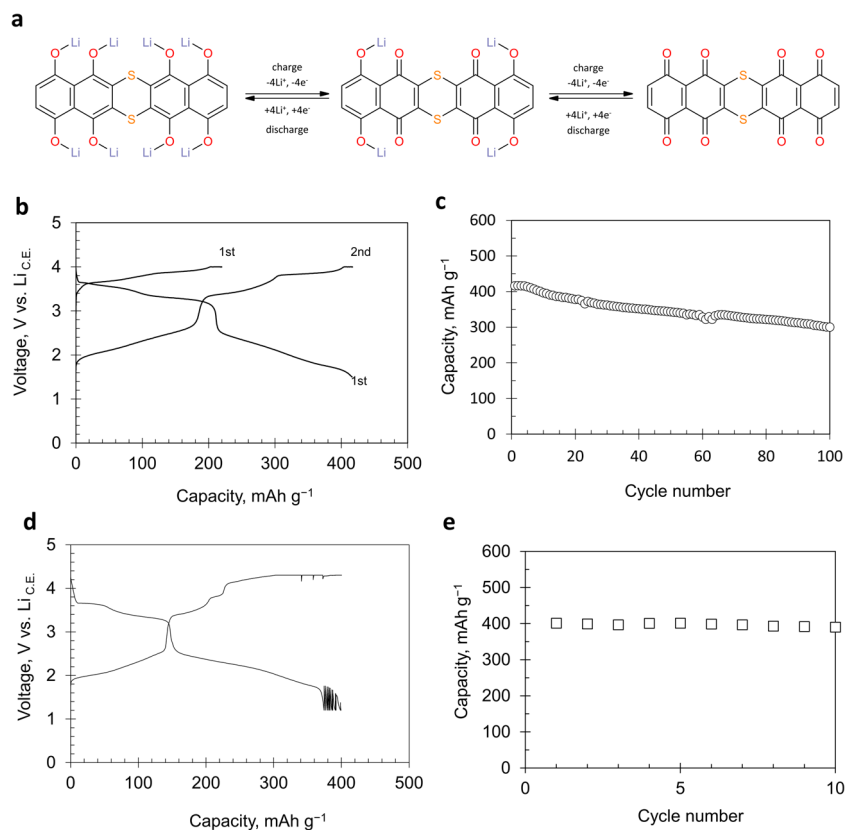 a
Li Li Li Li
O O O O
S
S
O O O O
Li Li Li Li
charge
-4Li⁺, -4e⁻
+4Li⁺, +4e⁻
discharge
Li O O Li
O S O
S
O O O O
Li Li
charge
-4Li⁺, -4e⁻
+4Li⁺, +4e⁻
discharge
O O O O
S
S
O O O O
b
5
4
3
2
1
0
Voltage, V vs. Li C.E.
1st
2nd
1st
0 100 200 300 400 500
Capacity, mAh g⁻¹
c
600
500
400
300
200
100
0
Capacity, mAh g⁻¹
0 20 40 60 80 100
Cycle number
d
5
4
3
2
1
0
Voltage, V vs. Li C.E.
0 100 200 300 400 500
Capacity, mAh g⁻¹
e
600
500
400
300
200
100
0
Capacity, mAh g⁻¹
0 5 10
Cycle number